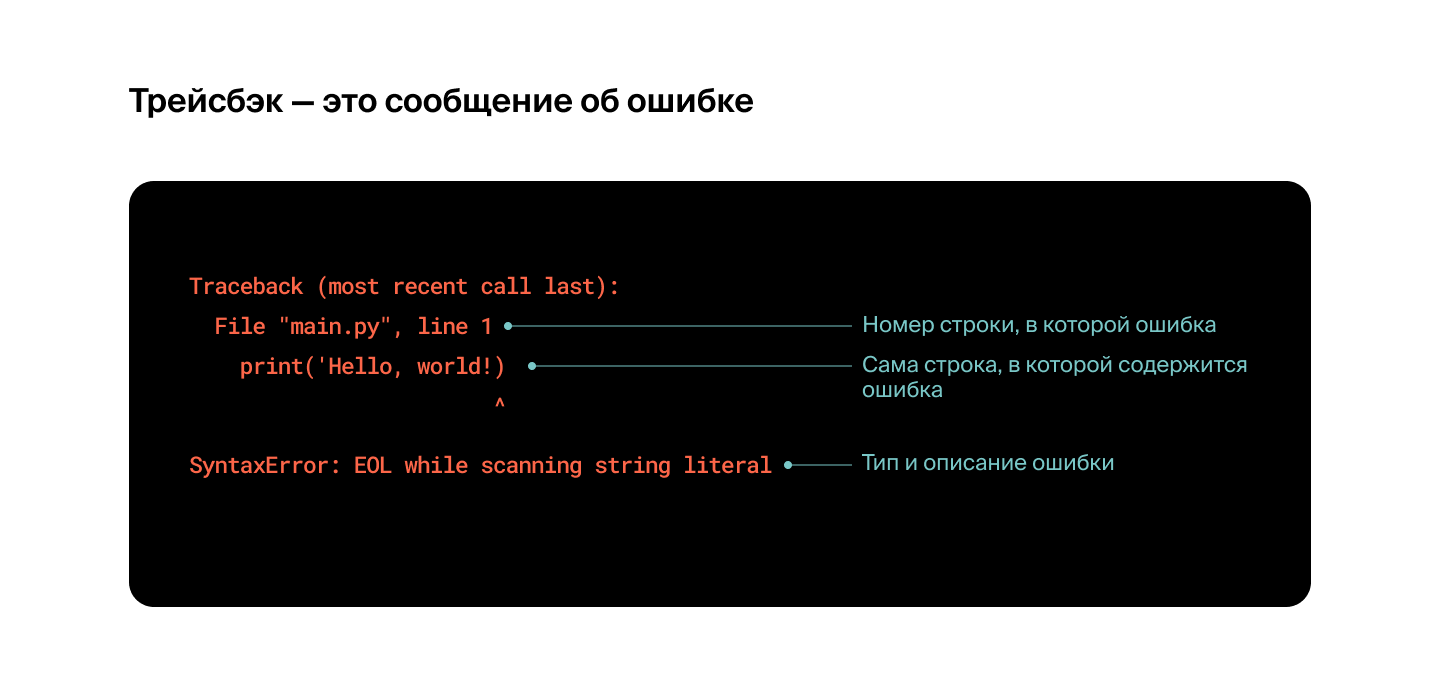 Трейсбэк — это сообщение об ошибке
Traceback (most recent call last):
File "main.py", line 1
Номер строки, в которой ошибка
print('Hello, world!)
Сама строка, в которой содержится
ошибка
^
SyntaxError: EOL while scanning string literal
Тип и описание ошибки